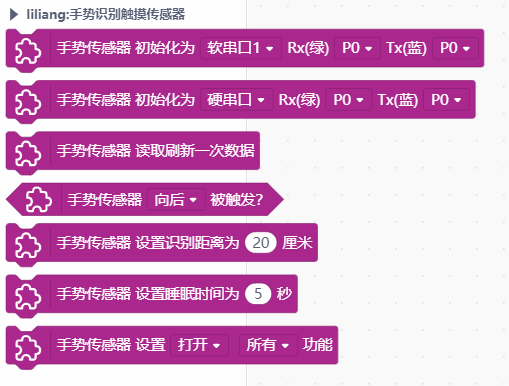 liliang:手势识别触摸传感器
手势传感器 初始化为 软串口1 Rx(绿) P0 Tx(蓝) P0
手势传感器 初始化为 硬串口 Rx(绿) P0 Tx(蓝) P0
手势传感器 读取刷新一次数据
手势传感器 向后 被触发?
手势传感器 设置识别距离为 20 厘米
手势传感器 设置睡眠时间为 5 秒
手势传感器 设置 打开 所有 功能